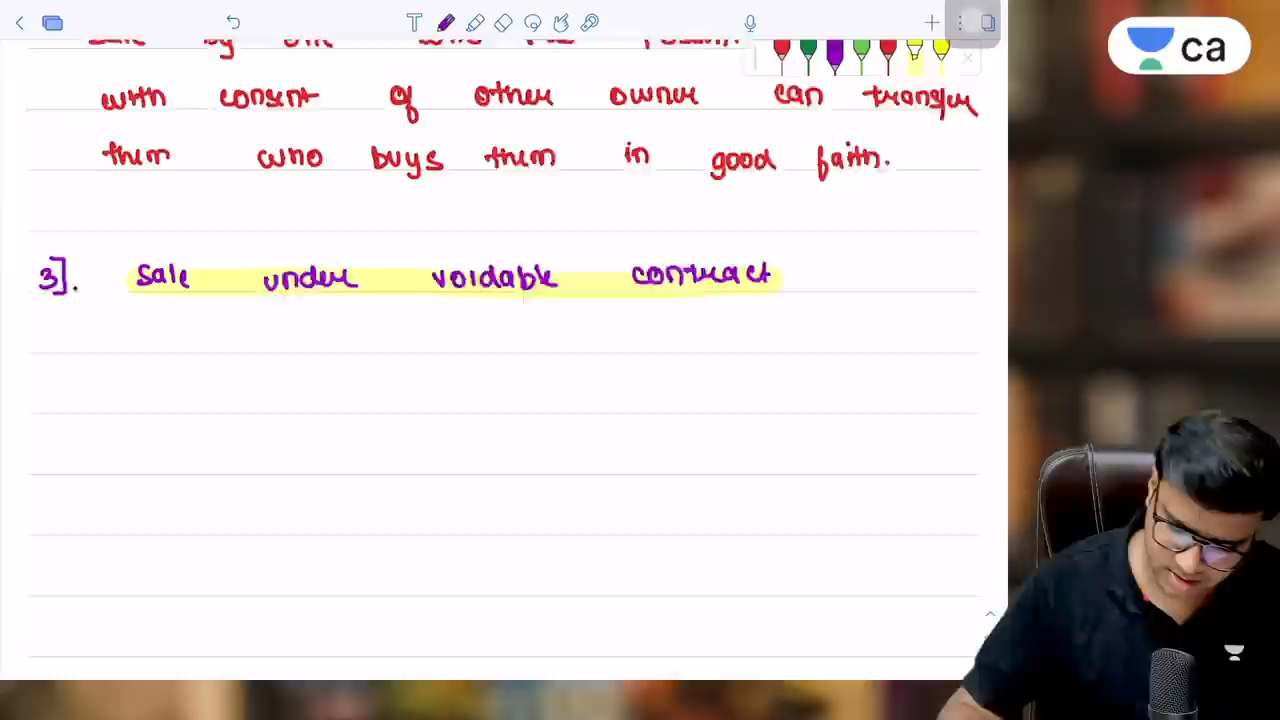 by
with consent of other owner can transfer
them who buys them in good faith.
3]. Sale under voidable contract
ca